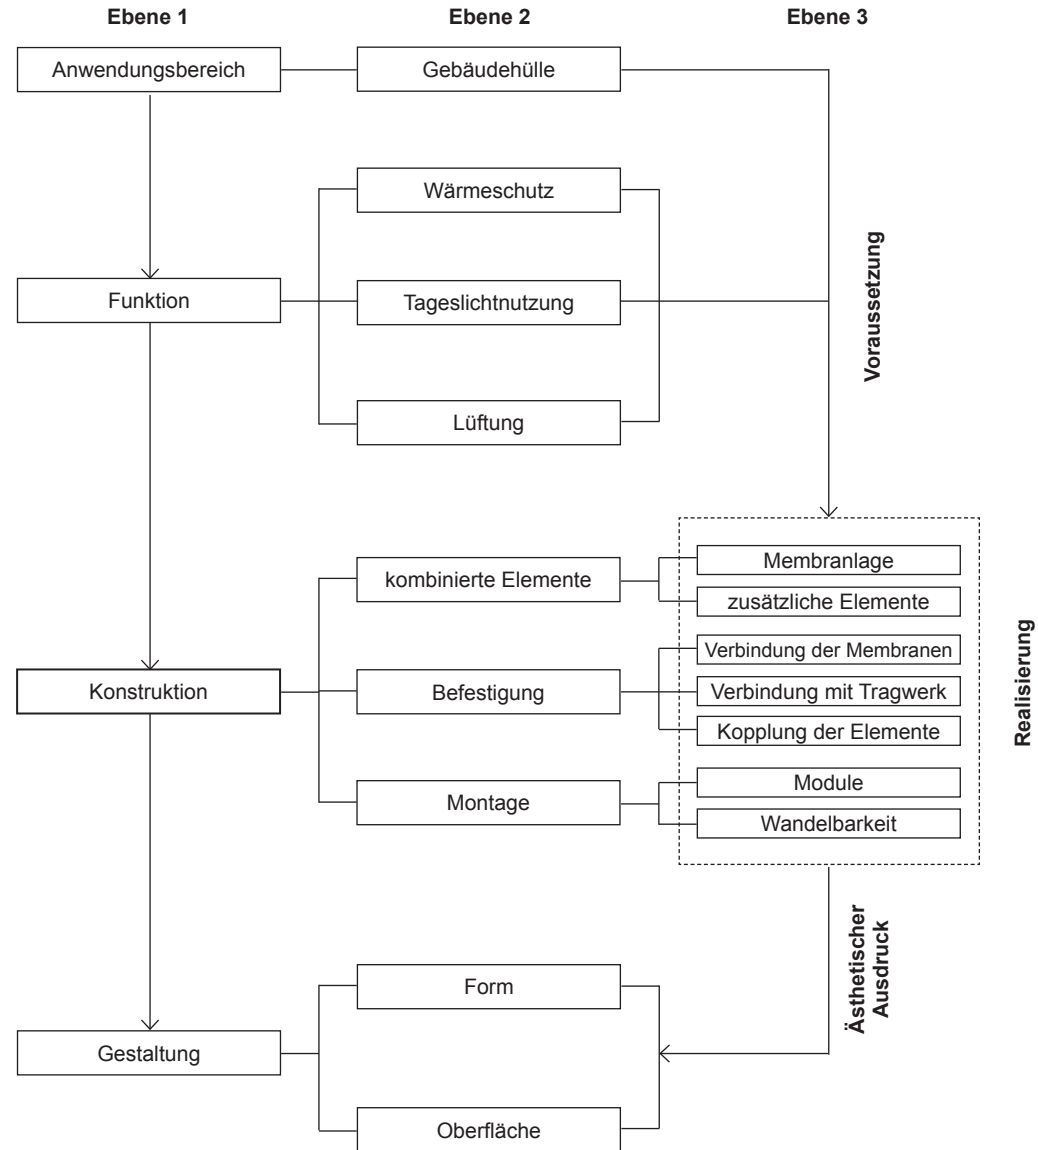 Ebene 1
Ebene 2
Ebene 3
Anwendungsbereich
Gebäudehülle
Wärmeschutz
Funktion
Tageslichtnutzung
Lüftung
Voraussetzung
kombinierte Elemente
Membranlage
zusätzliche Elemente
Konstruktion
Befestigung
Verbindung der Membranen
Verbindung mit Tragwerk
Kopplung der Elemente
Montage
Module
Wandelbarkeit
Realisierung
Ästhetischer
Ausdruck
Form
Gestaltung
Oberfläche